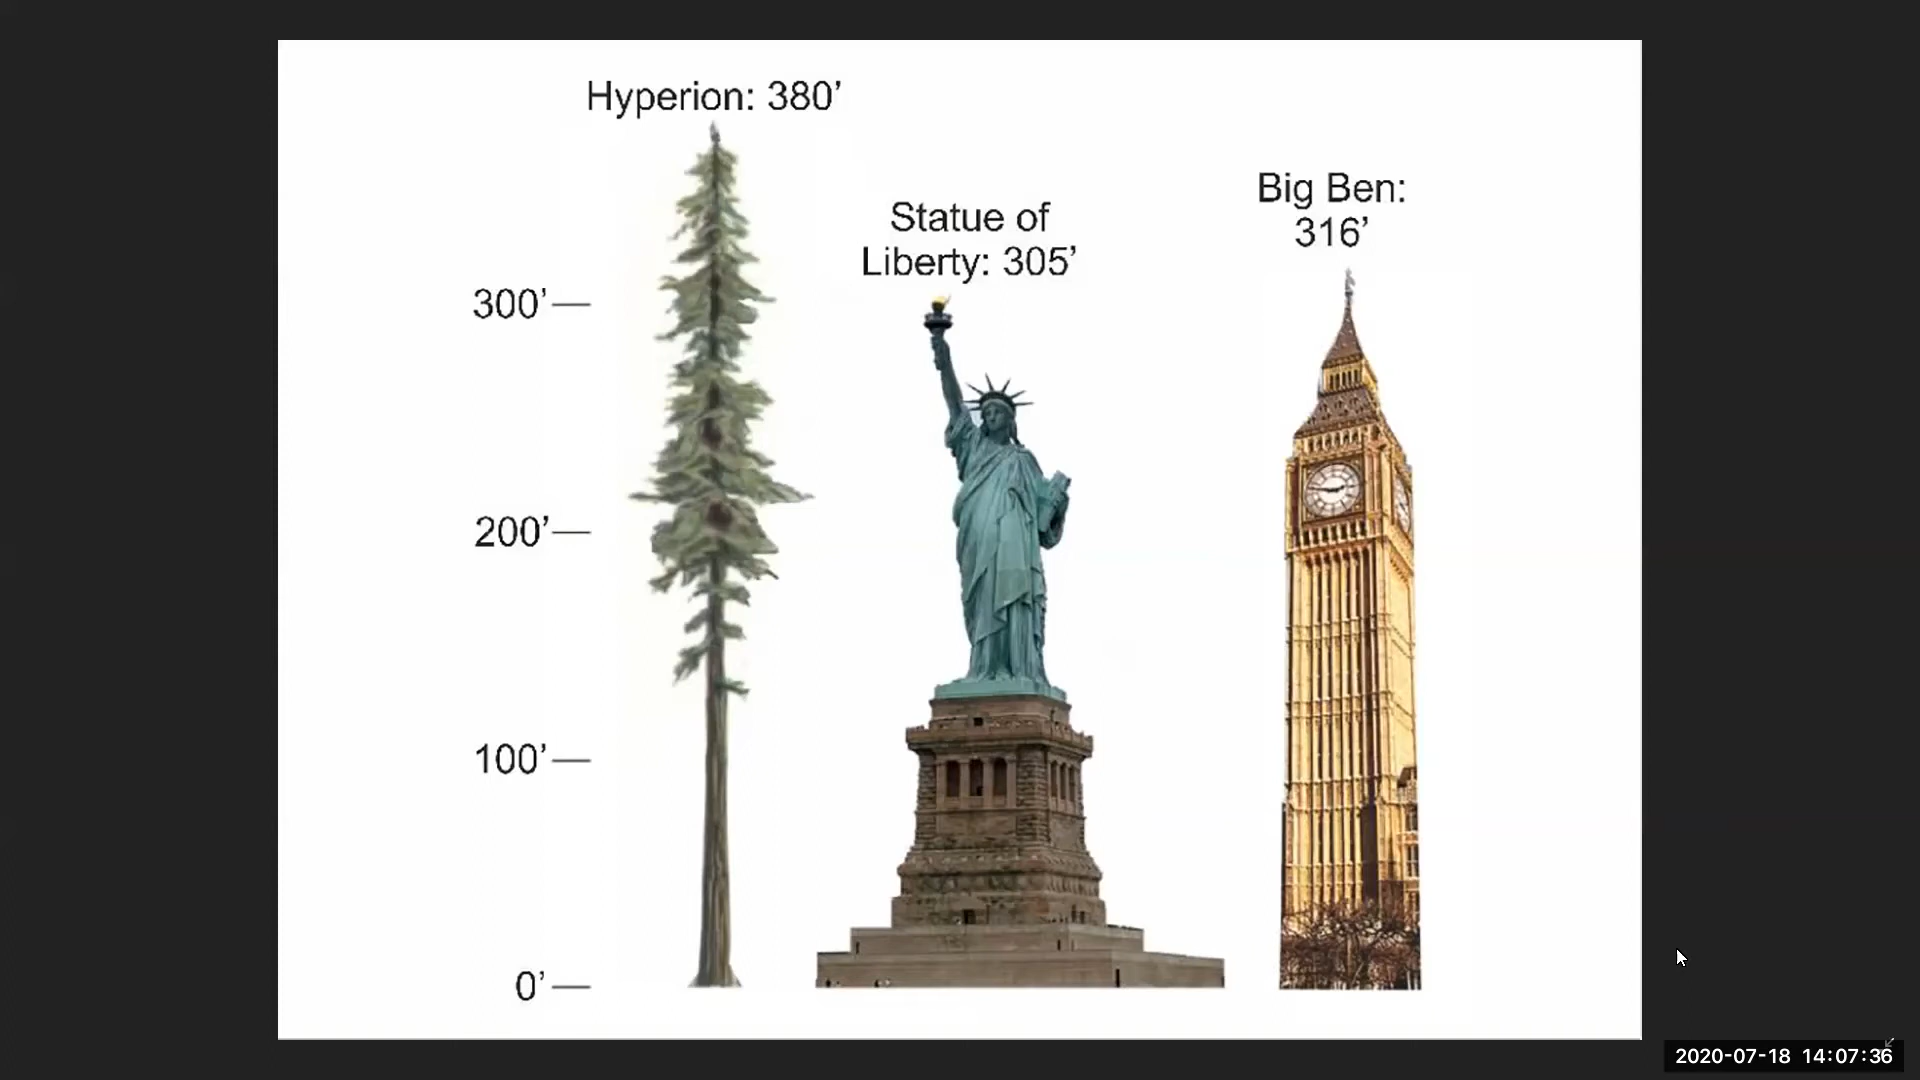 Hyperion: 380’
Statue of
Liberty: 305’
Big Ben:
316’
300’
200’
100’
0’
2020-07-18 14:07:36